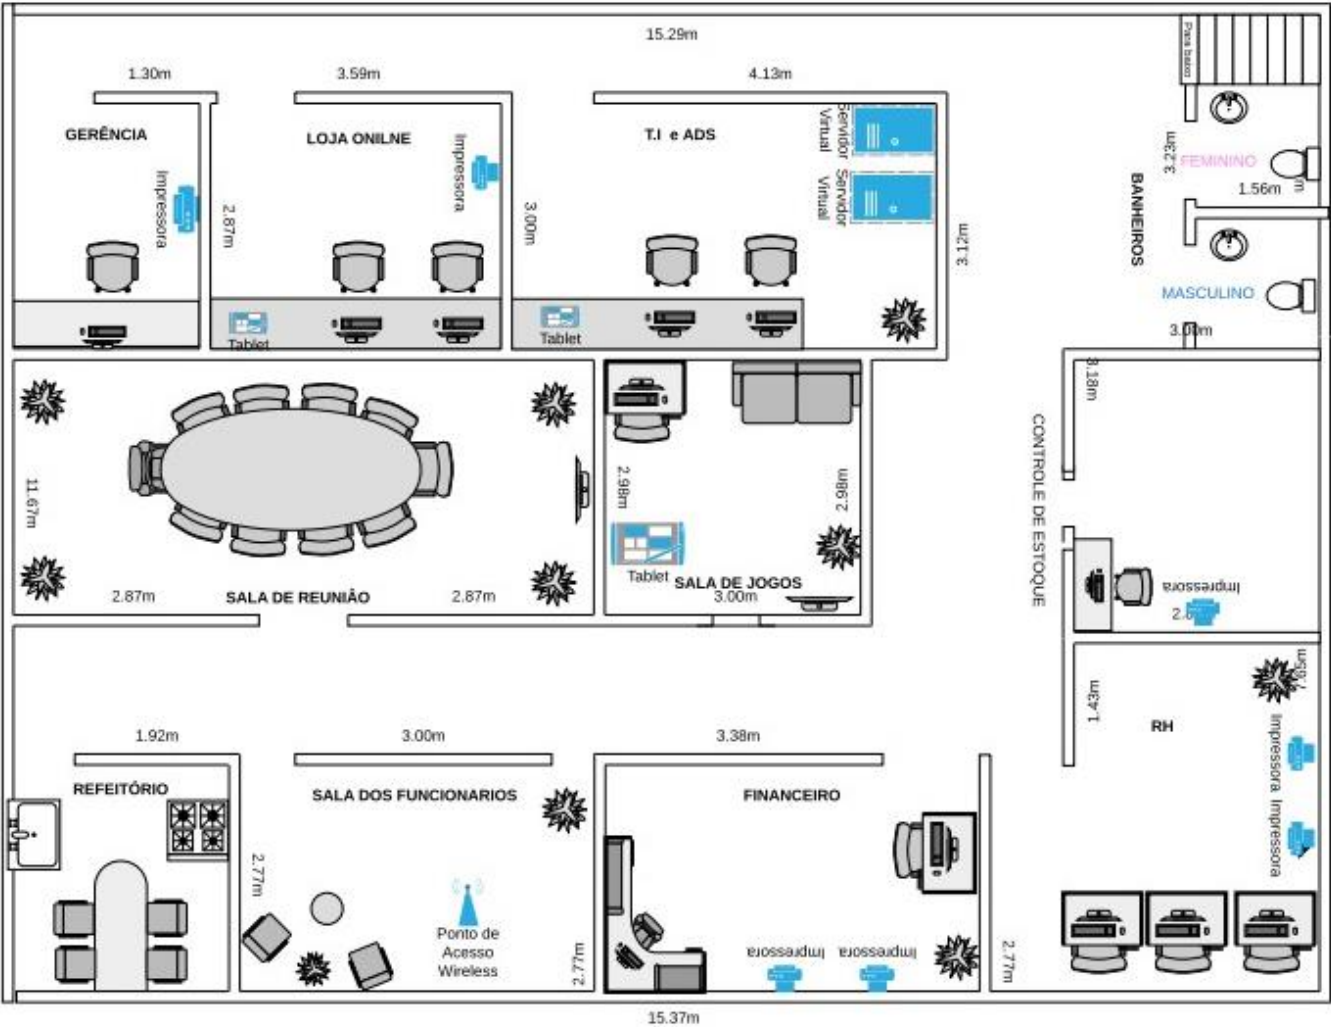 15.29m
1.30m
3.59m
4.13m
Para baixo
GERÊNCIA
LOJA ONILNE
T.I e ADS
Servidor
Virtual
Servidor
Virtual
Impressora
Impressora
2.87m
3.00m
3.12m
3.23m
FEMININO
1.56m
BANHEIROS
MASCULINO
3.00m
Tablet
Tablet
3.18m
CONTROLE DE ESTOQUE
11.67m
2.98m
2.98m
Tablet
SALA DE JOGOS
3.00m
2.87m
SALA DE REUNIÃO
2.87m
Impressora
1.43m
RH
Impressora
Impressora
1.92m
3.00m
3.38m
REFEITÓRIO
SALA DOS FUNCIONARIOS
FINANCEIRO
2.77m
Ponto de
Acesso
Wireless
2.77m
Impressora
Impressora
2.77m
15.37m